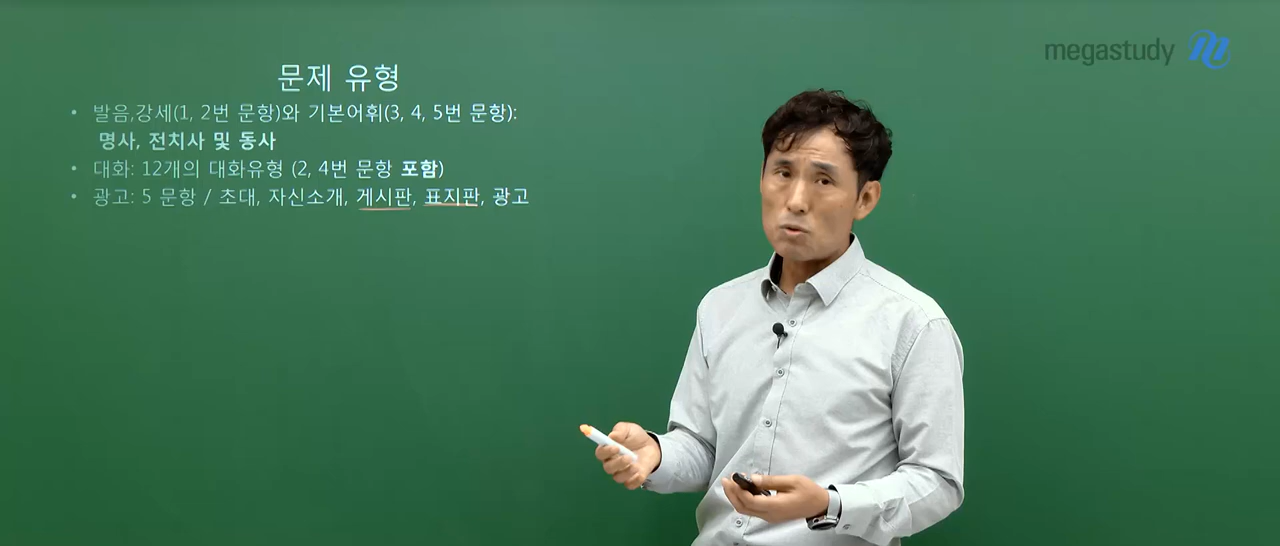 megastudy
문제 유형
• 발음,강세(1, 2번 문항)와 기본어휘(3, 4, 5번 문항):
명사, 전치사 및 동사
• 대화: 12개의 대화유형 (2, 4번 문항 포함)
• 광고: 5 문항 / 초대, 자신소개, 게시판, 표지판, 광고